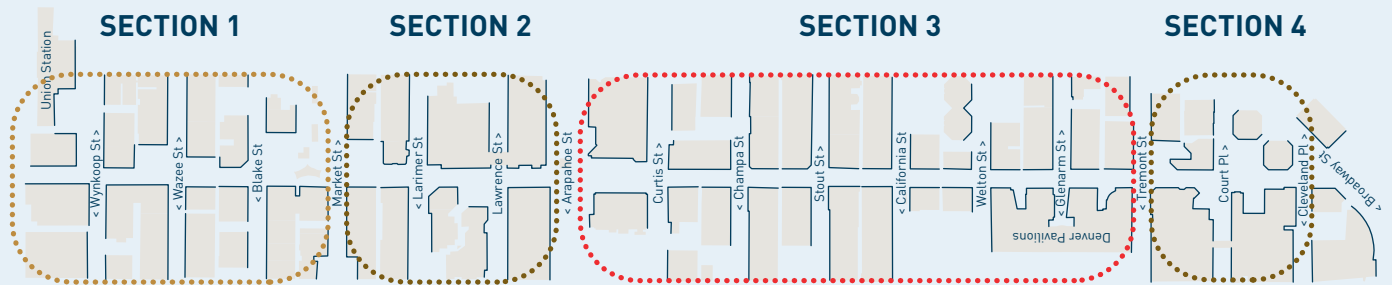 SECTION 1
SECTION 2
SECTION 3
SECTION 4
Union Station
< Wynkoop St >
< Wazee St >
< Blake St
Market St >
< Larimer St
Lawrence St >
< Arapahoe St
Curtis St >
< Champa St
Stout St >
< California St
Welton St >
< Glenarm St
Denver Pavilions
< Tremont St
Court Pl >
< Cleveland Pl >
< Broadway St